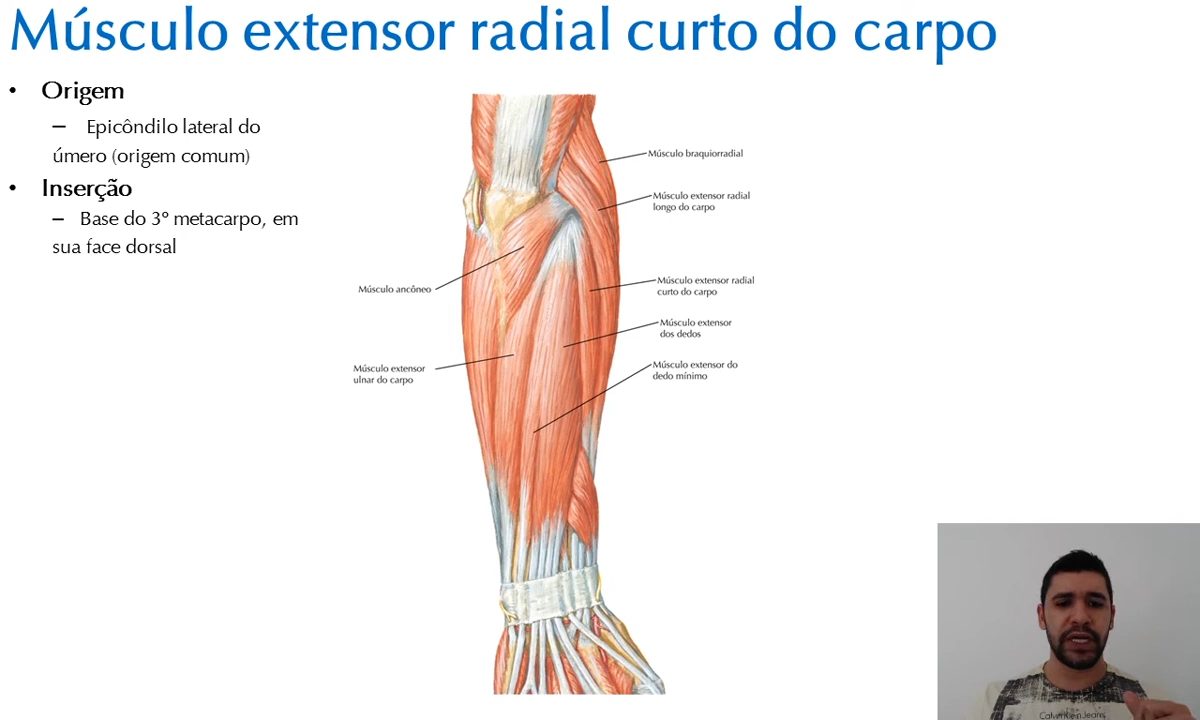 Músculo extensor radial curto do carpo
• Origem
– Epicôndilo lateral do
úmero (origem comum)
• Inserção
– Base do 3º metacarpo, em
sua face dorsal
Músculo braquiorradial
Músculo extensor radial
longo do carpo
Músculo ancôneo
Músculo extensor radial
curto do carpo
Músculo extensor
dos dedos
Músculo extensor
ulnar do carpo
Músculo extensor do
dedo mínimo
Calvin Klein Jeans